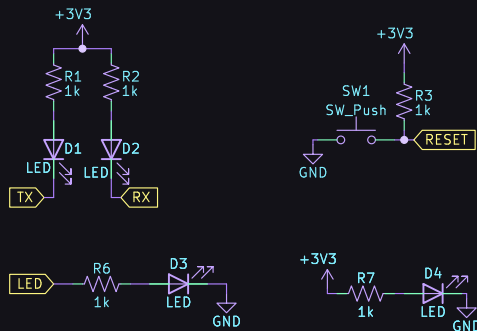 +3V3
R1
1k
R2
1k
D1
LED
D2
LED
TX
RX
+3V3
R3
1k
SW1
SW_Push
RESET
GND
LED
R6
1k
D3
LED
GND
+3V3
R7
1k
D4
LED
GND